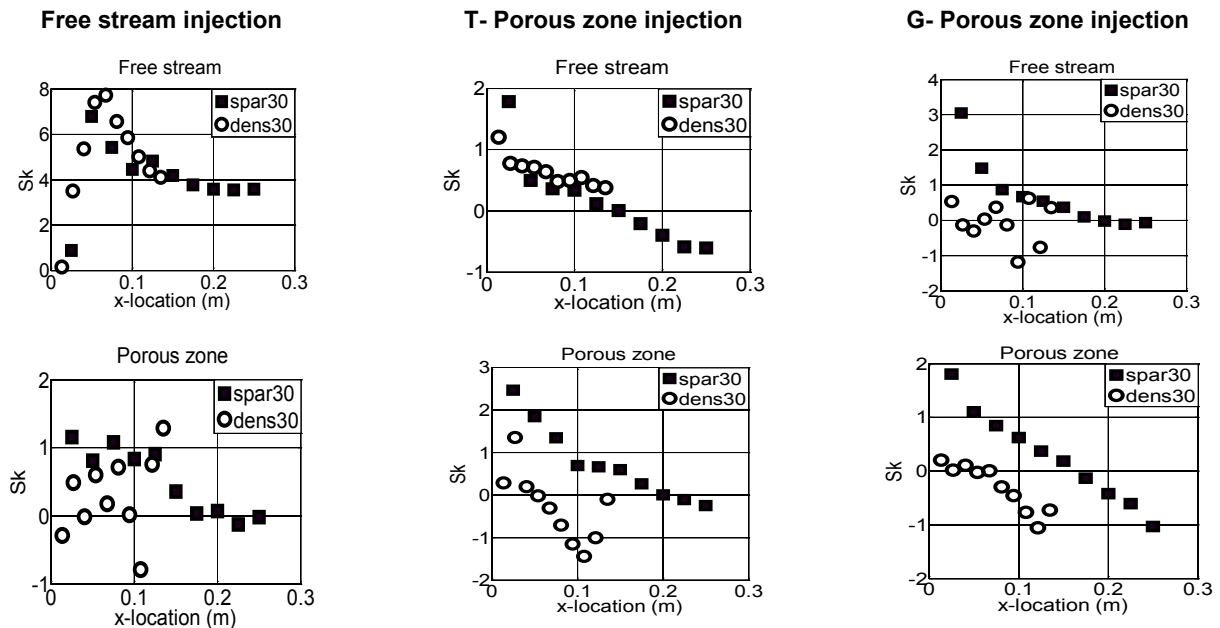 Free stream injection
T- Porous zone injection
G- Porous zone injection
Free stream
8
6
4
2
0
Sk
spar30
dens30
0
0.1
0.2
0.3
x-location (m)
Free stream
2
1
0
-1
Sk
spar30
dens30
0
0.1
0.2
0.3
x-location (m)
Free stream
4
3
2
1
0
-1
-2
Sk
spar30
dens30
0
0.1
0.2
0.3
x-location (m)
Porous zone
2
1
0
-1
Sk
spar30
dens30
0
0.1
0.2
0.3
x-location (m)
Porous zone
3
2
1
0
-1
-2
Sk
spar30
dens30
0
0.1
0.2
0.3
x-location (m)
Porous zone
2
1
0
-1
-2
Sk
spar30
dens30
0
0.1
0.2
0.3
x-location (m)